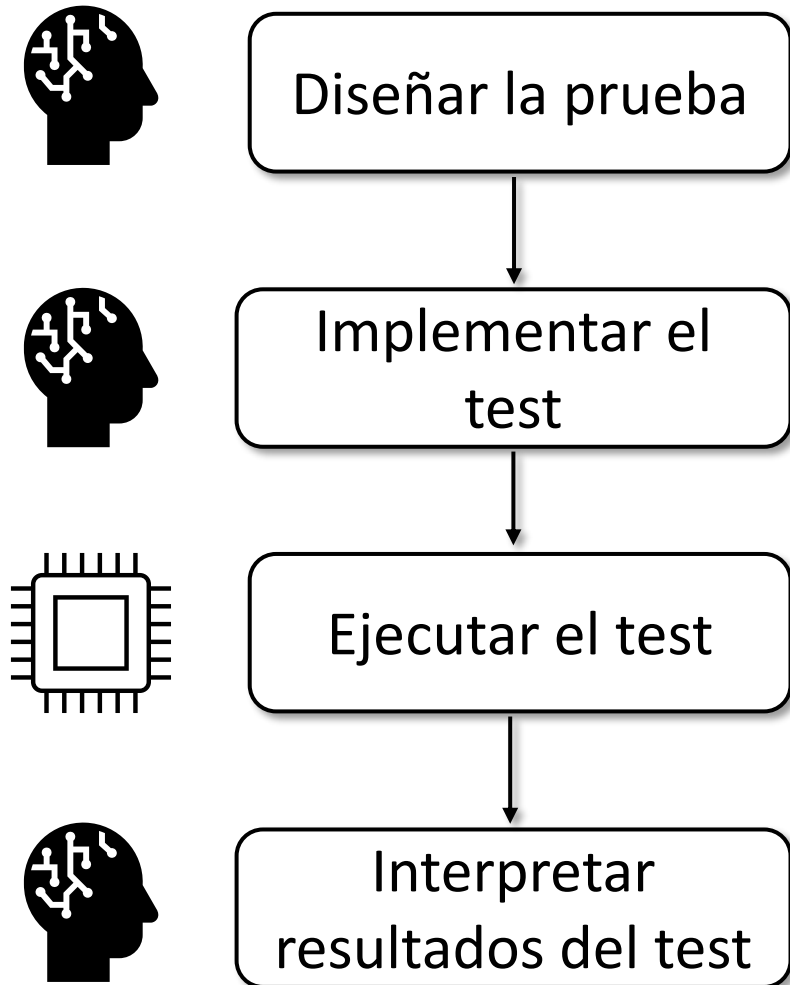 Diseñar la prueba
Implementar el
test
Ejecutar el test
Interpretar
resultados del test